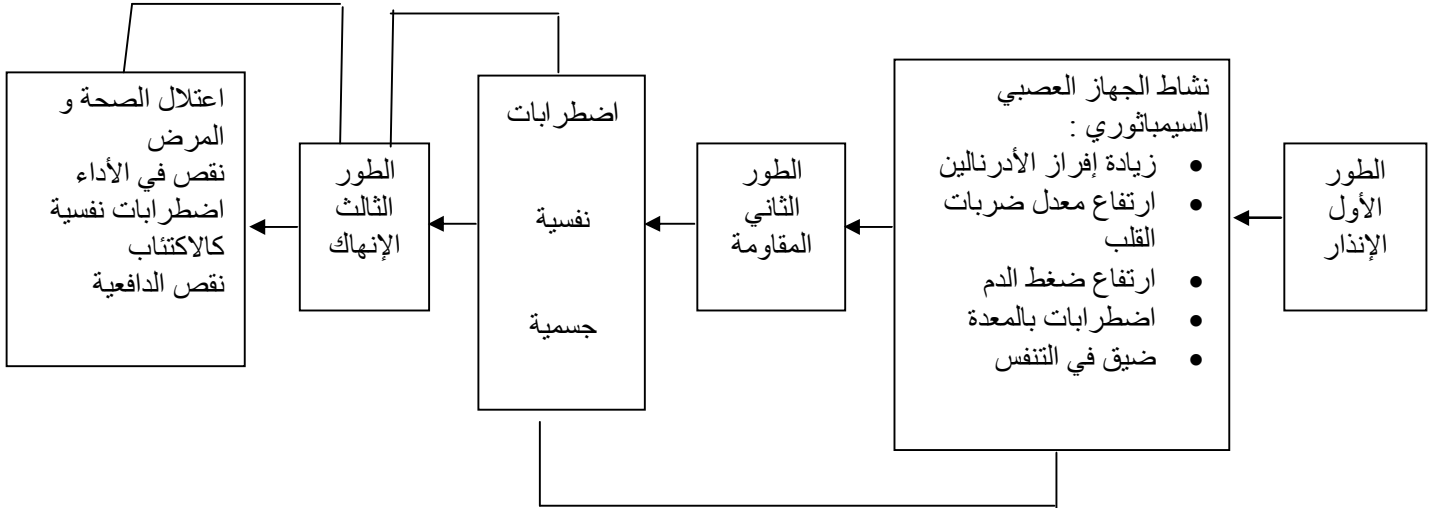 الطور
الأول
الإنذار
نشاط الجهاز العصبي
السيمباثوري :
• زيادة إفراز الأدرنالين
• ارتفاع معدل ضربات
القلب
• ارتفاع ضغط الدم
• اضطرابات بالمعدة
• ضيق في التنفس
الطور
الثاني
المقاومة
اضطرابات
نفسية
جسمية
الطور
الثالث
الإنهاك
اعتلال الصحة و
المرض
نقص في الأداء
اضطرابات نفسية
كالاكتئاب
نقص الدافعية